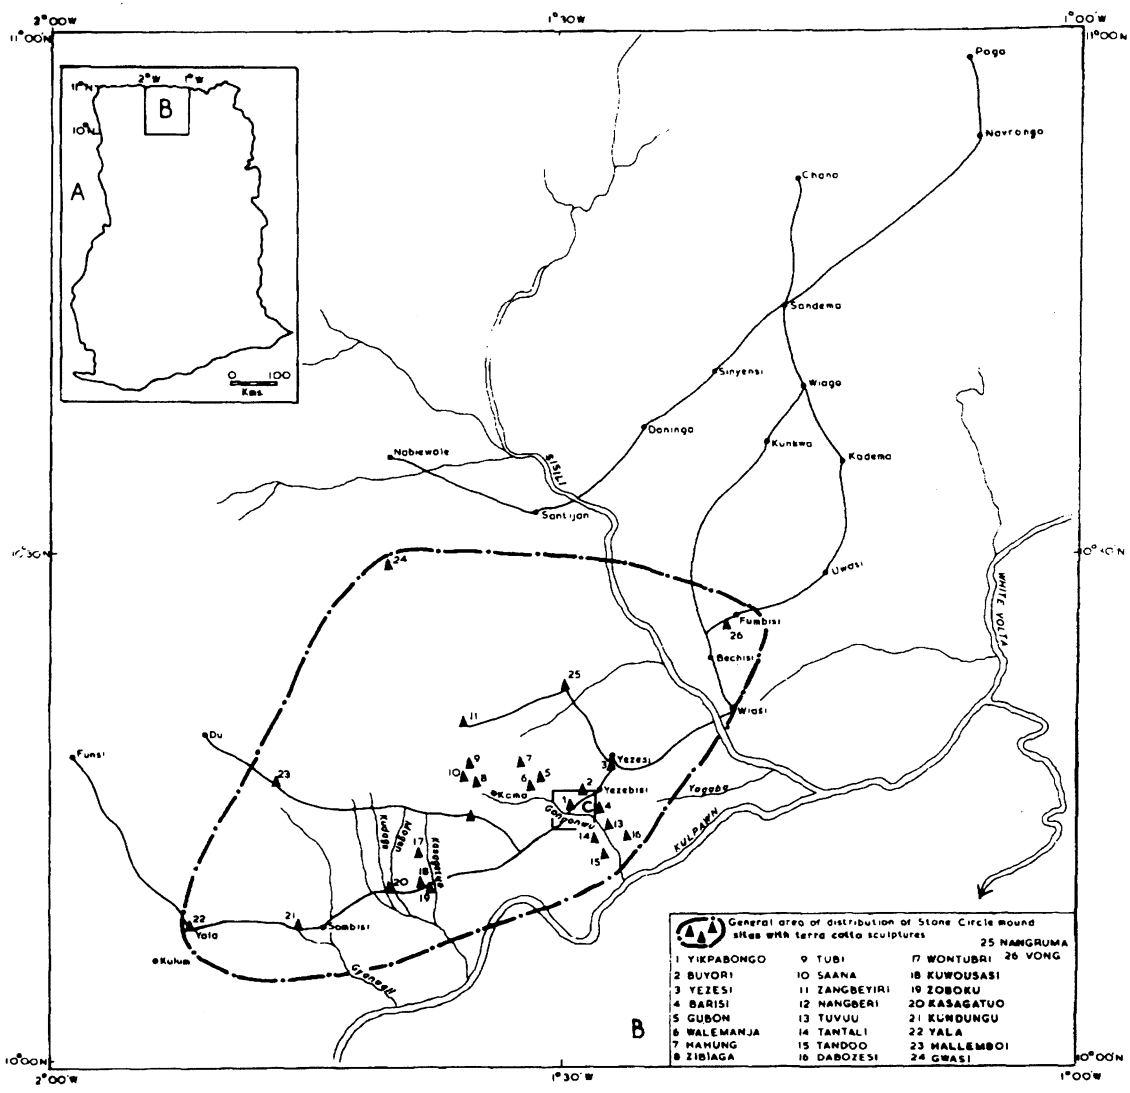 2°00'W
1°30'W
1°00'W
11°00'N
11°00'N
Paga
2°W 1°W
11°N
B
10°N
A
Navrongo
Chana
Sandema
0 100
Kms.
Sinyensi
Wiaga
Doninga
Kunkwa
Nabiewale
Kadema
SISILI
Santijan
10°30'N
24
Uwasi
WHITE VOLTA
Fumbisi
26
Bechisi
25
11
Wiasi
Du
Funsi
9
7
Yezesi
3
10
8
6
5
23
2
Koma
Yezebisi
Yagaba
1
C
4
Kudago
Mogan
13
16
14
15
KULPAWN
17
18
20
19
22
Yala
21
Sombisi
Kulum
General area of distribution of Stone Circle mound
sites with terra cotta sculptures
25 NANGRUMA
26 VONG
1 YIKPABONGO
2 BUYORI
3 YEZESI
4 BARISI
5 GUBON
6 WALEMANJA
7 HAHUNG
8 ZIBIAGA
9 TUBI
10 SAANA
11 ZANGBEYIRI
12 NANGBERI
13 TUVUU
14 TANTALI
15 TANDOO
16 DABOZESI
17 WONTUBRI
18 KUWOUSASI
19 ZOBOKU
20 KASAGATUO
21 KUNDUNGU
22 YALA
23 HALLEMBOI
24 GWASI
B
10°00'N
10°00'N
2°00'W
1°30'W
1°00'W